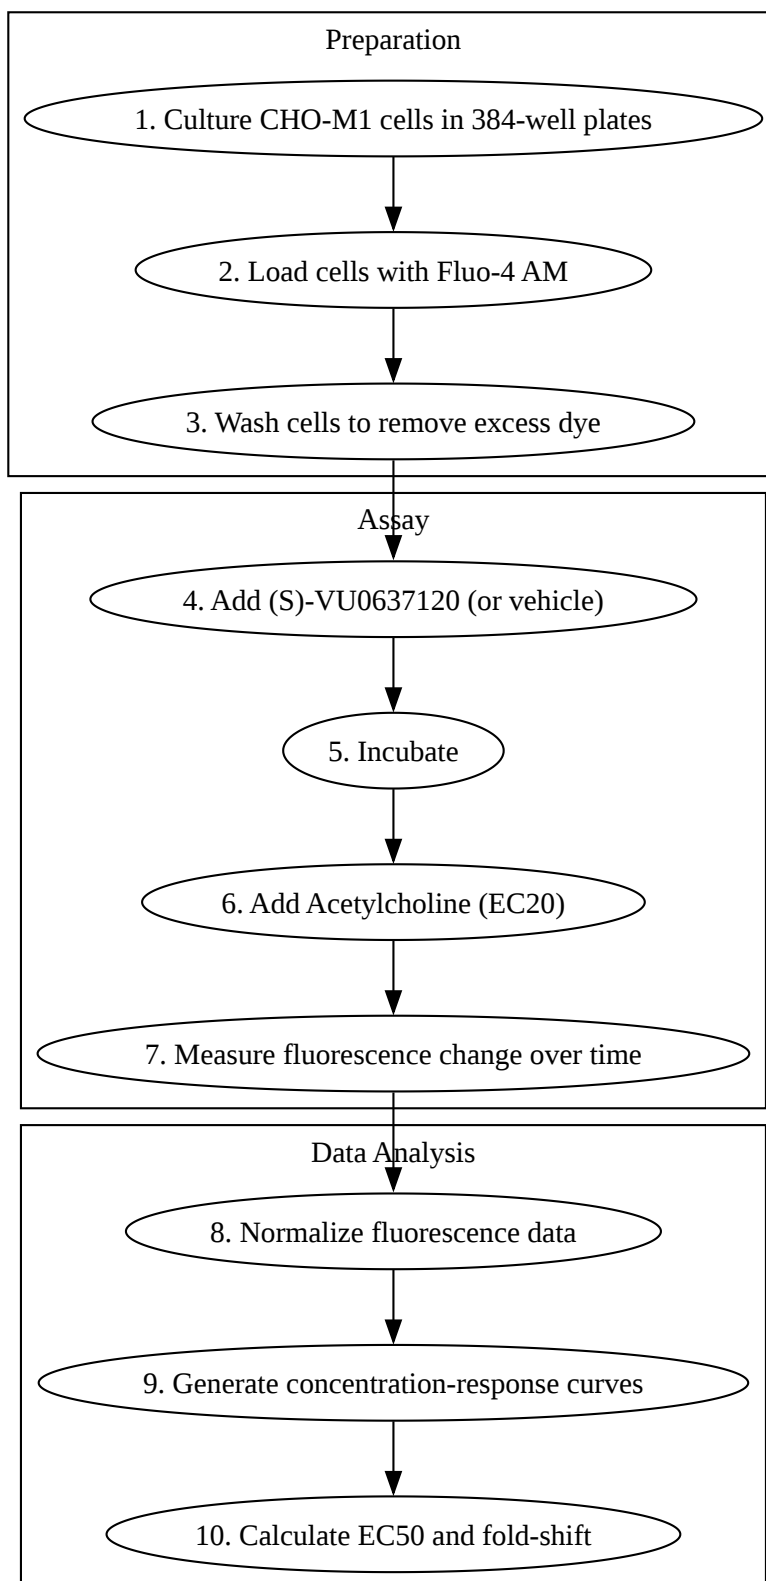 Preparation
1. Culture CHO-M1 cells in 384-well plates
2. Load cells with Fluo-4 AM
3. Wash cells to remove excess dye
Assay
4. Add (S)-VU0637120 (or vehicle)
5. Incubate
6. Add Acetylcholine (EC20)
7. Measure fluorescence change over time
Data Analysis
8. Normalize fluorescence data
9. Generate concentration-response curves
10. Calculate EC50 and fold-shift